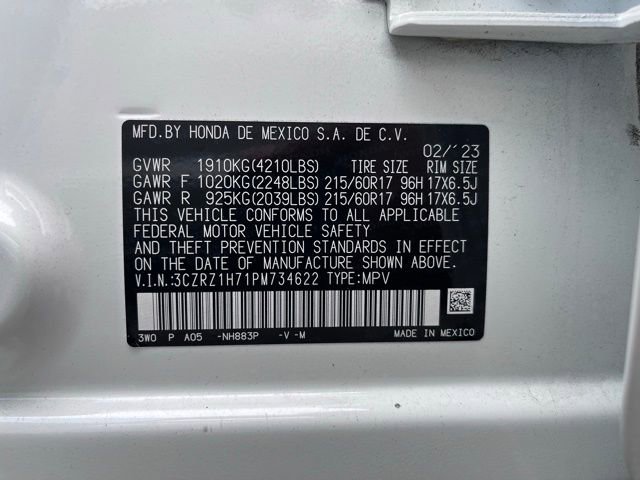 MFD.BY HONDA DE MEXICO S.A. DE C.V.
02/'23
GVWR 1910KG(4210LBS) TIRE SIZE RIM SIZE
GAWR F 1020KG(2248LBS) 215/60R17 96H 17X6.5J
GAWR R 925KG(2039LBS) 215/60R17 96H 17X6.5J
THIS VEHICLE CONFORMS TO ALL APPLICABLE
FEDERAL MOTOR VEHICLE SAFETY
AND THEFT PREVENTION STANDARDS IN EFFECT
ON THE DATE OF MANUFACTURE SHOWN ABOVE.
V.I.N.:3CZRZ1H71PM734622 TYPE:MPV
3W0 P A05 -NH883P -V -M MADE IN MEXICO